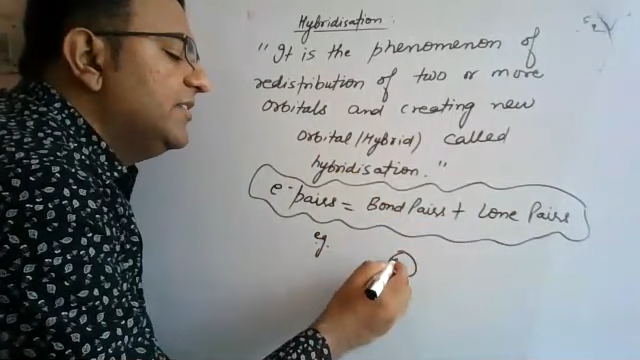 Hybridisation.
"It is the phenomenon of
redistribution of two or more
orbitals and creating new
orbital (Hybrid) called
hybridisation."
e⁻pairs = Bond Pairs + Lone Pairs
eg.